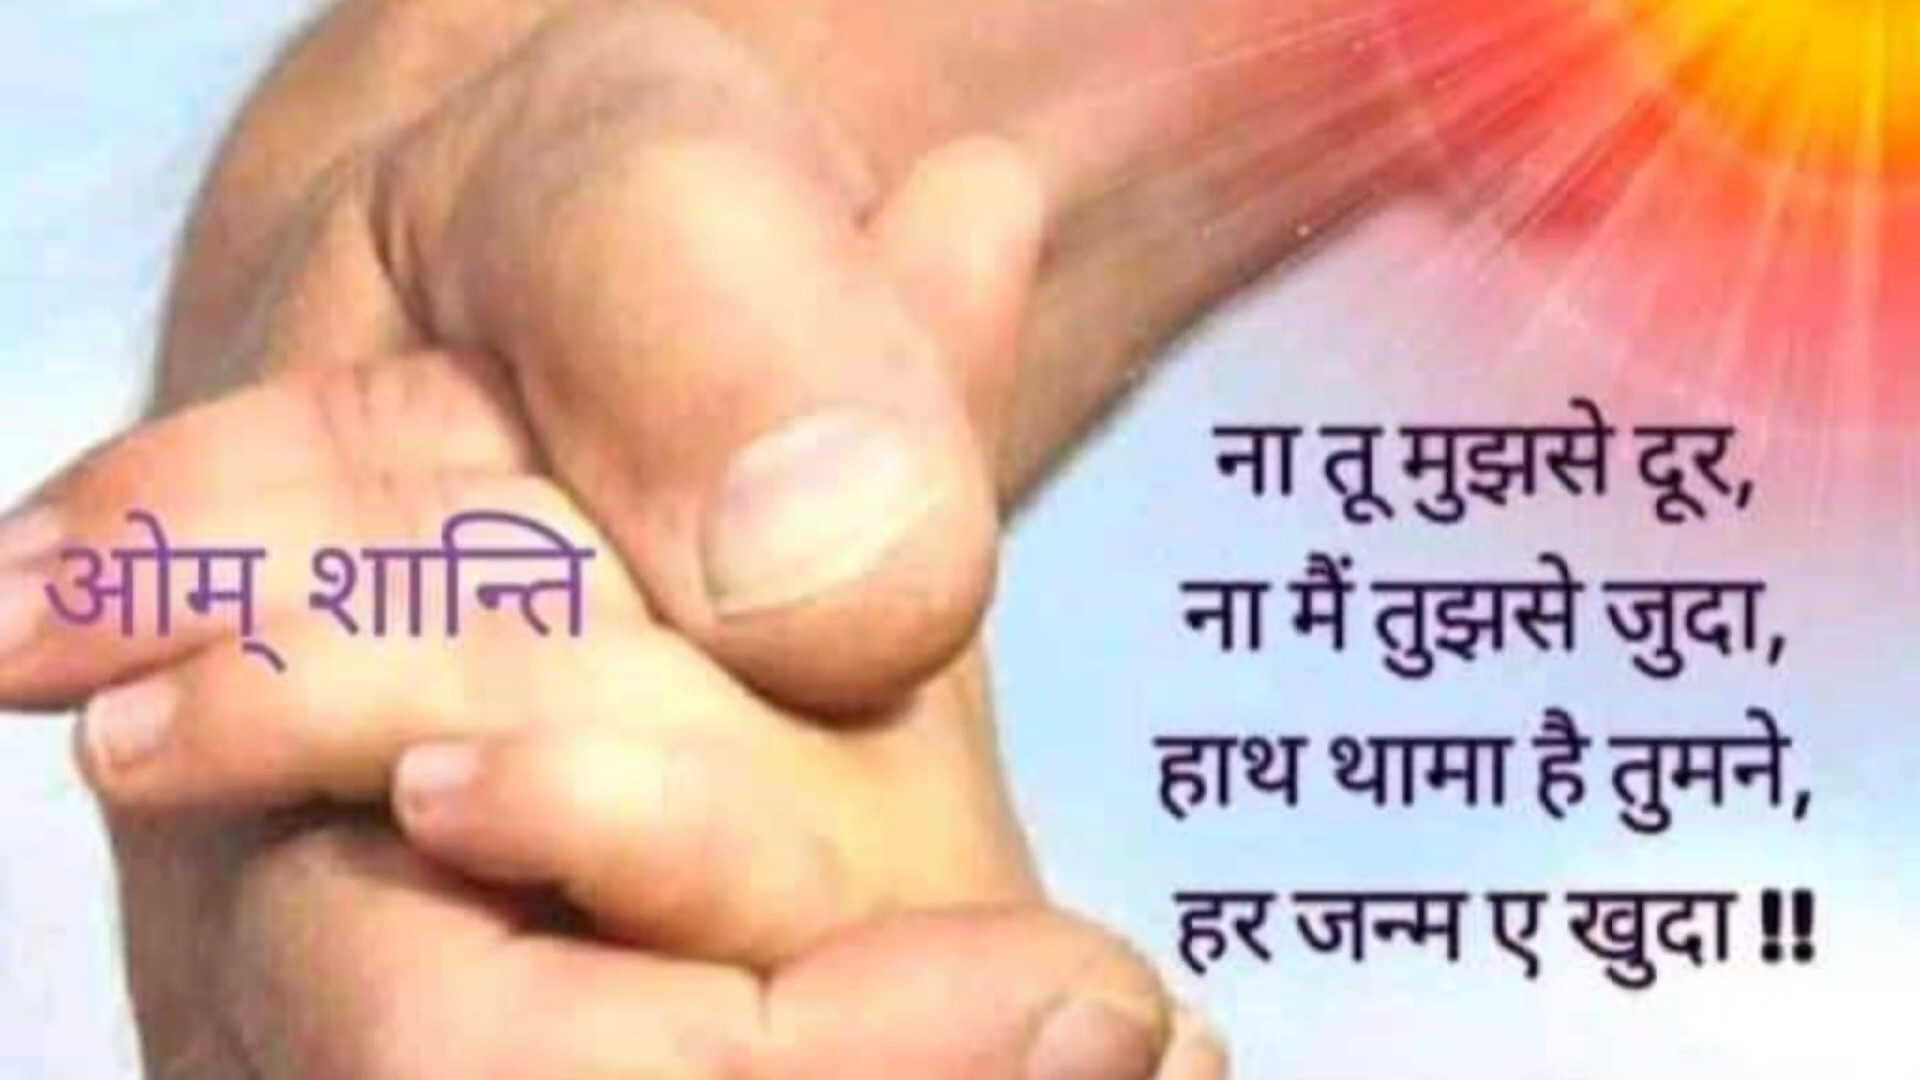 ओम् शान्ति
ना तू मुझसे दूर,
ना मैं तुझसे जुदा,
हाथ थामा है तुमने,
हर जन्म ए खुदा !!